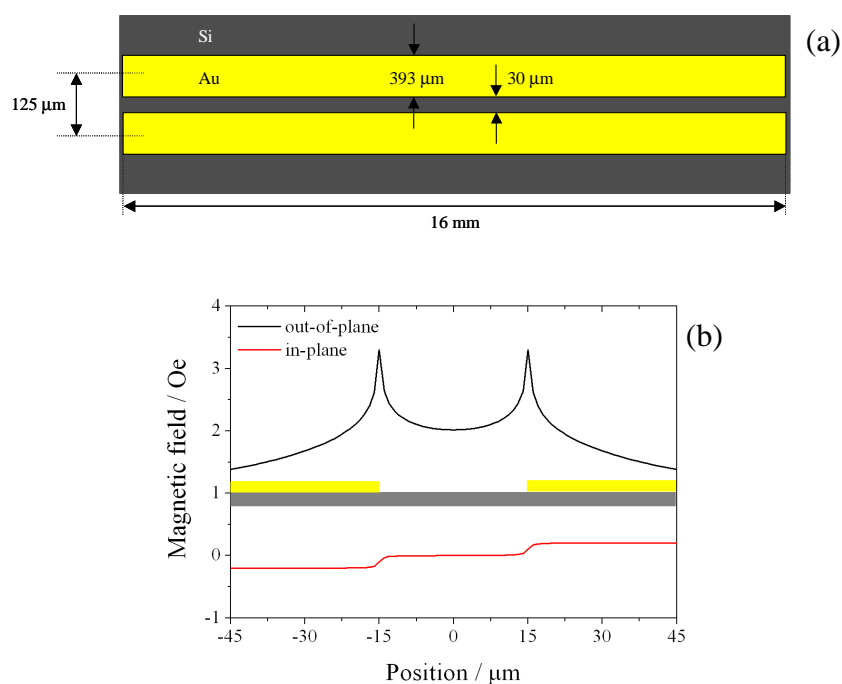 Si
(a)
Au
393 μm
30 μm
125 μm
16 mm
(b)
4
out-of-plane
in-plane
3
2
1
0
-1
Magnetic field / Oe
-45 -30 -15 0 15 30 45
Position / μm